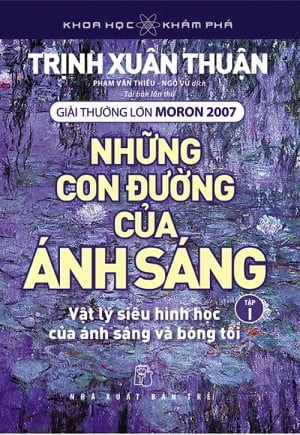 KHOA HỌC KHÁM PHÁ
TRỊNH XUÂN THUẬN
PHẠM VĂN THIỀU - NGÔ VŨ dịch
Tái bản lần thứ
GIẢI THƯỞNG LỚN MORON 2007
NHỮNG
CON ĐƯỜNG
CỦA
ÁNH SÁNG
TẬP
I
Vật lý siêu hình học
của ánh sáng và bóng tối
NHÀ XUẤT BẢN TRẺ